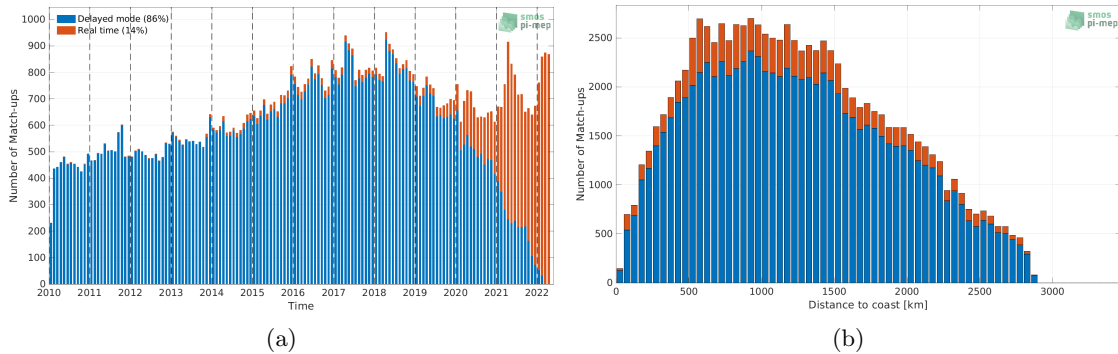 Delayed mode (86%)
Real time (14%)
smos
pi-mep
Number of Match-ups
900
800
700
600
500
400
300
200
100
0
2010 2011 2012 2013 2014 2015 2016 2017 2018 2019 2020 2021 2022
Time
(a)
smos
pi-mep
Number of Match-ups
2500
2000
1500
1000
500
0
0 500 1000 1500 2000 2500 3000
Distance to coast [km]
(b)